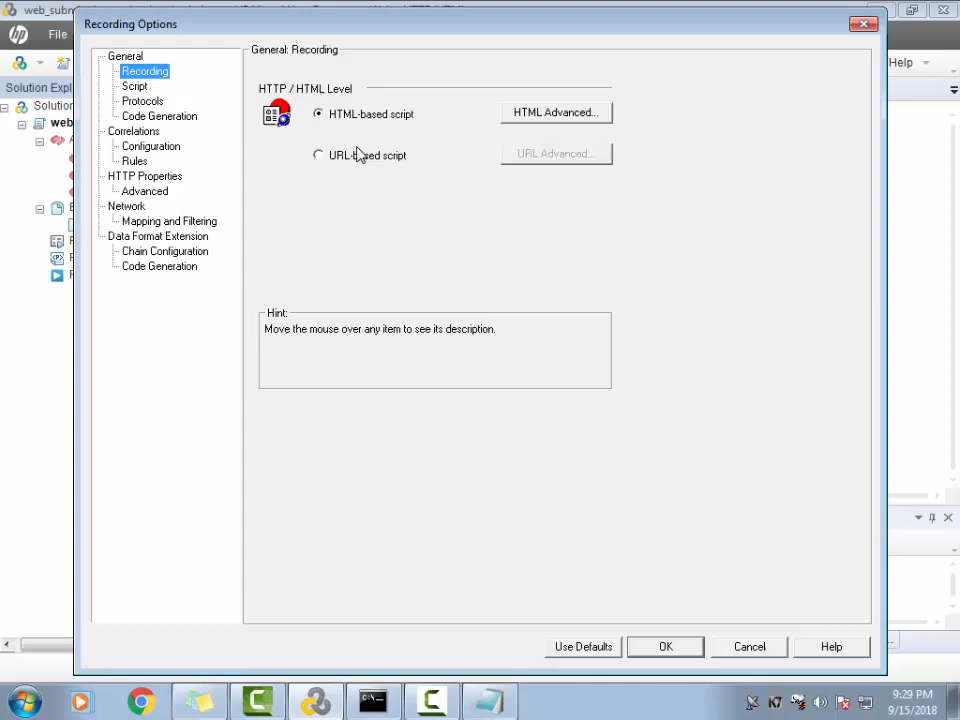 web_subm
Recording Options
hp
File
Help
Solution Expl
Solution
web
General
Recording
Script
Protocols
Code Generation
Correlations
Configuration
Rules
HTTP Properties
Advanced
Network
Mapping and Filtering
Data Format Extension
Chain Configuration
Code Generation
General: Recording
HTTP / HTML Level
HTML-based script
HTML Advanced...
URL-based script
URL Advanced...
Hint:
Move the mouse over any item to see its description.
Use Defaults
OK
Cancel
Help
9:29 PM
9/15/2018